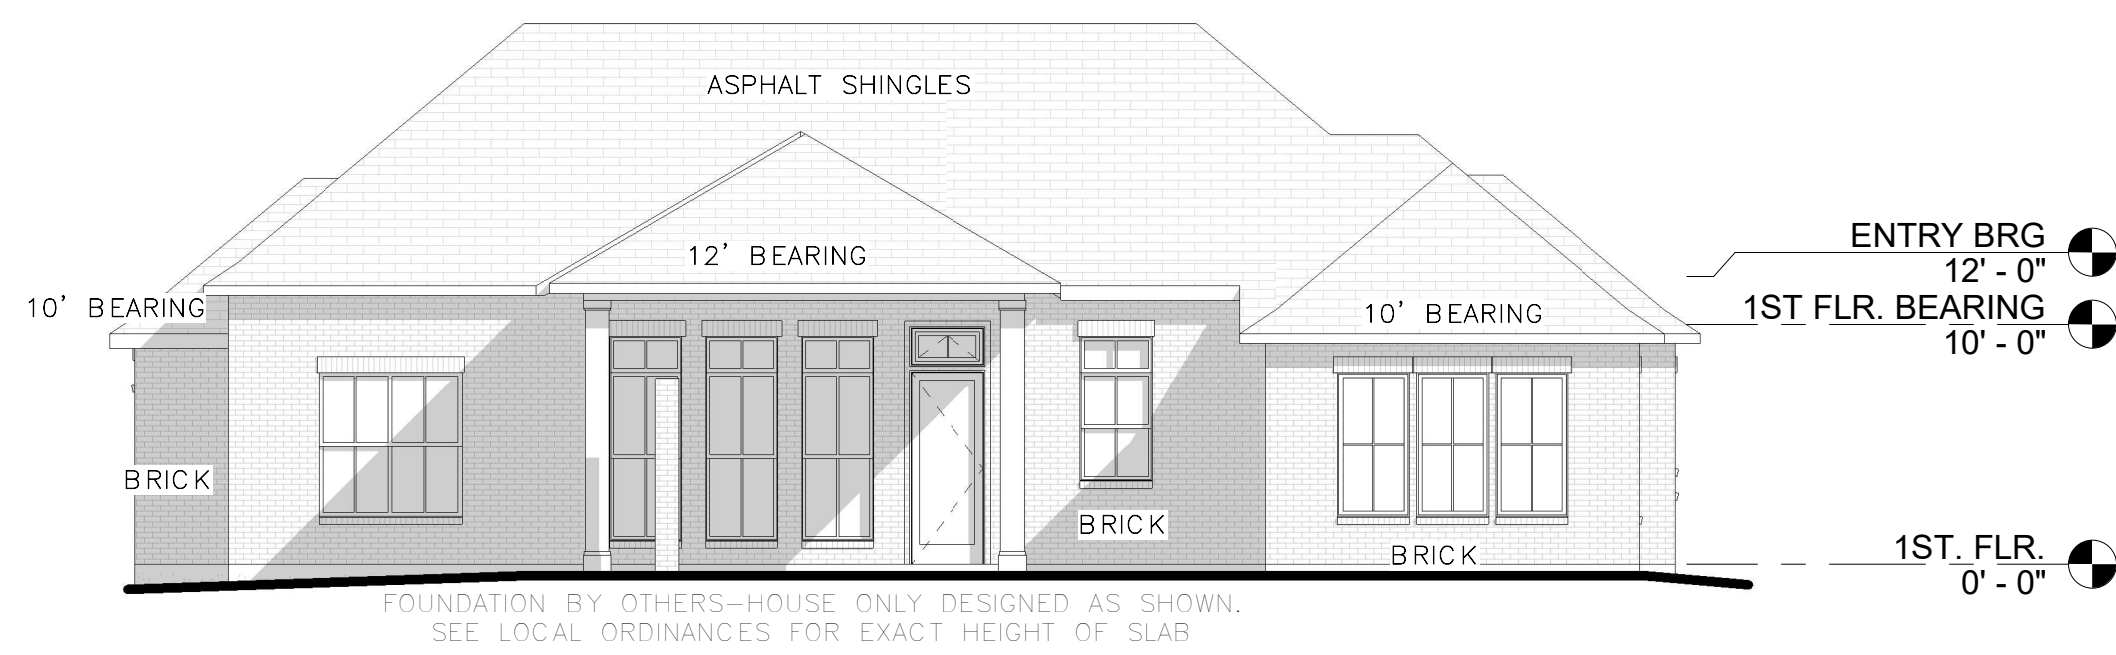 ASPHALT SHINGLES
12' BEARING
10' BEARING
10' BEARING
ENTRY BRG
12' - 0"
1ST FLR. BEARING
10' - 0"
BRICK
BRICK
BRICK
1ST. FLR.
0' - 0"
FOUNDATION BY OTHERS-HOUSE ONLY DESIGNED AS SHOWN.
SEE LOCAL ORDINANCES FOR EXACT HEIGHT OF SLAB